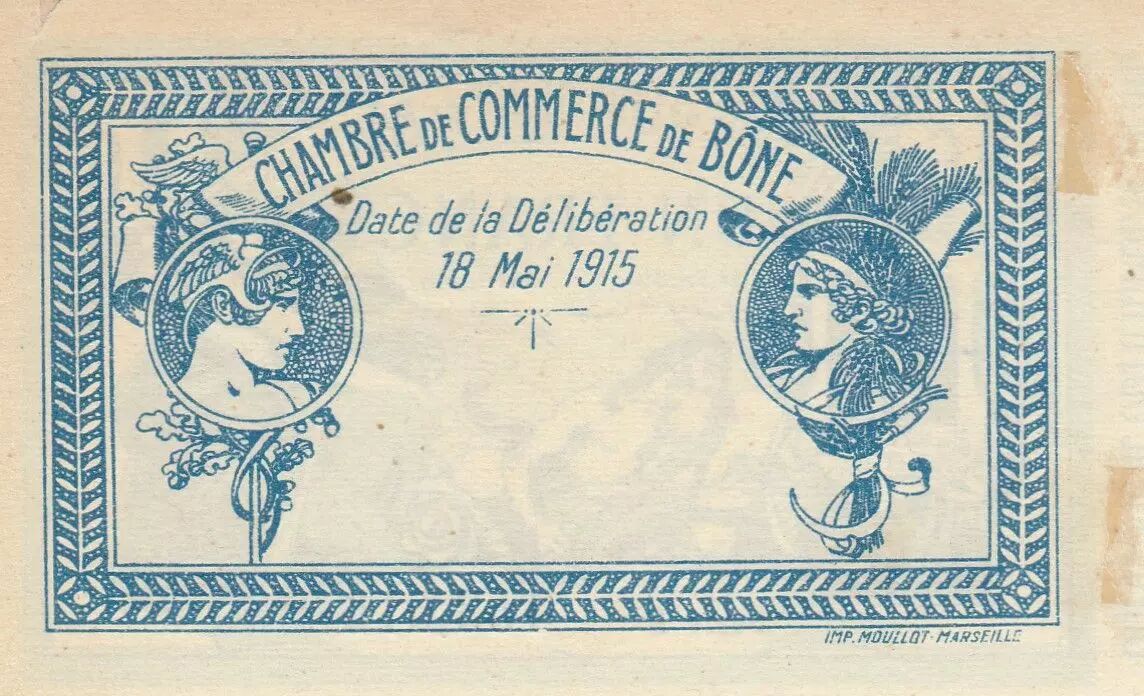 CHAMBRE DE COMMERCE DE BÔNE
Date de la Délibération
18 Mai 1915
IMP. MOULLOT-MARSEILLE